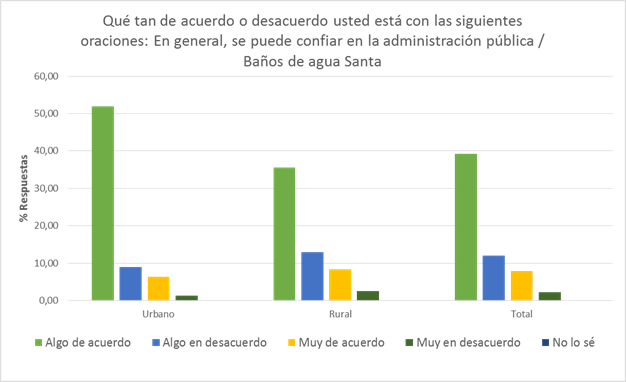 Qué tan de acuerdo o desacuerdo usted está con las siguientes
oraciones: En general, se puede confiar en la administración pública /
Baños de agua Santa
60,00
50,00
40,00
30,00
20,00
10,00
0,00
% Respuestas
Urbano Rural Total
Algo de acuerdo Algo en desacuerdo Muy de acuerdo Muy en desacuerdo No lo sé